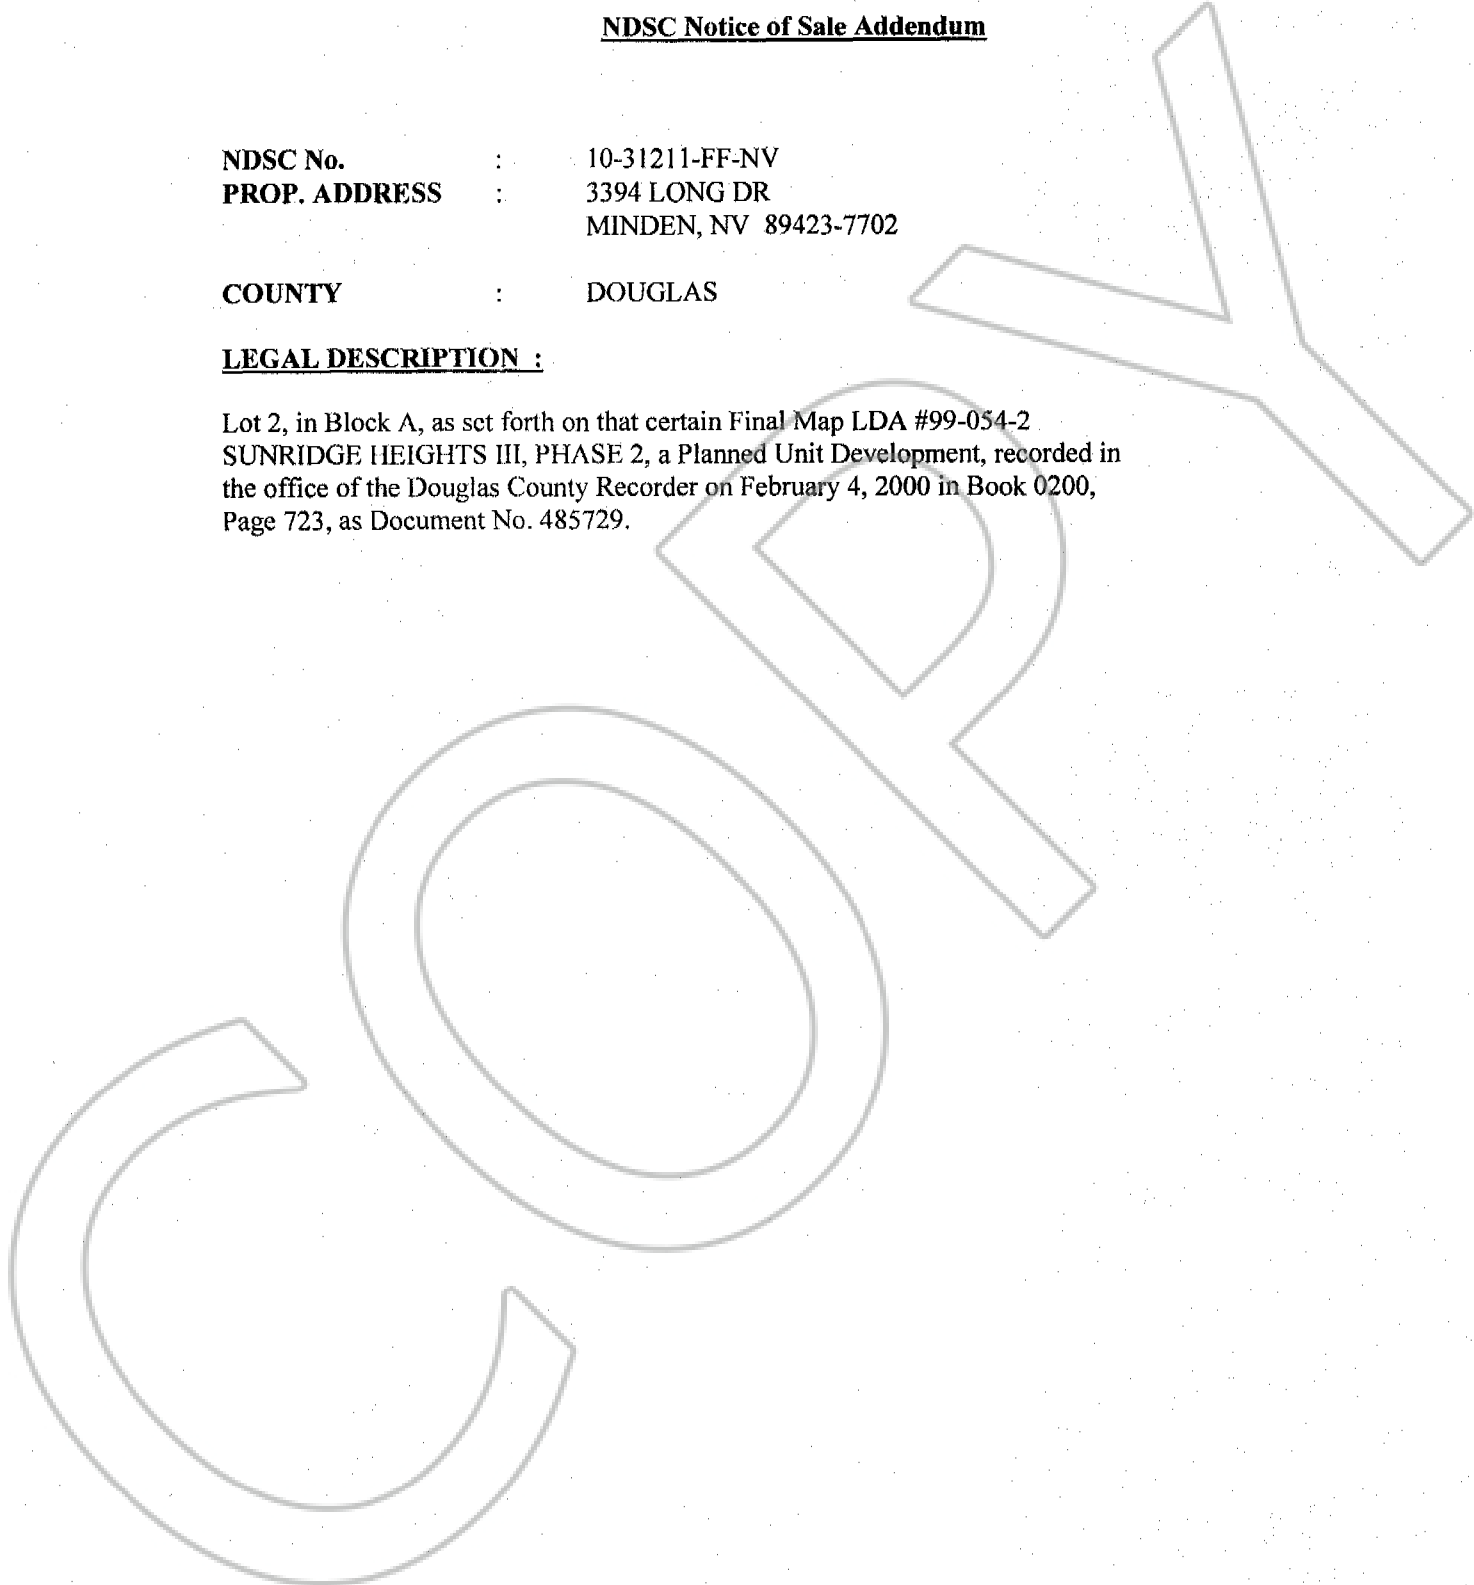 NDSC Notice of Sale Addendum
NDSC No. : 10-31211-FF-NV
PROP. ADDRESS : 3394 LONG DR
MINDEN, NV 89423-7702
COUNTY : DOUGLAS
LEGAL DESCRIPTION :
Lot 2, in Block A, as set forth on that certain Final Map LDA #99-054-2
SUNRIDGE HEIGHTS III, PHASE 2, a Planned Unit Development, recorded in
the office of the Douglas County Recorder on February 4, 2000 in Book 0200,
Page 723, as Document No. 485729.
COPY